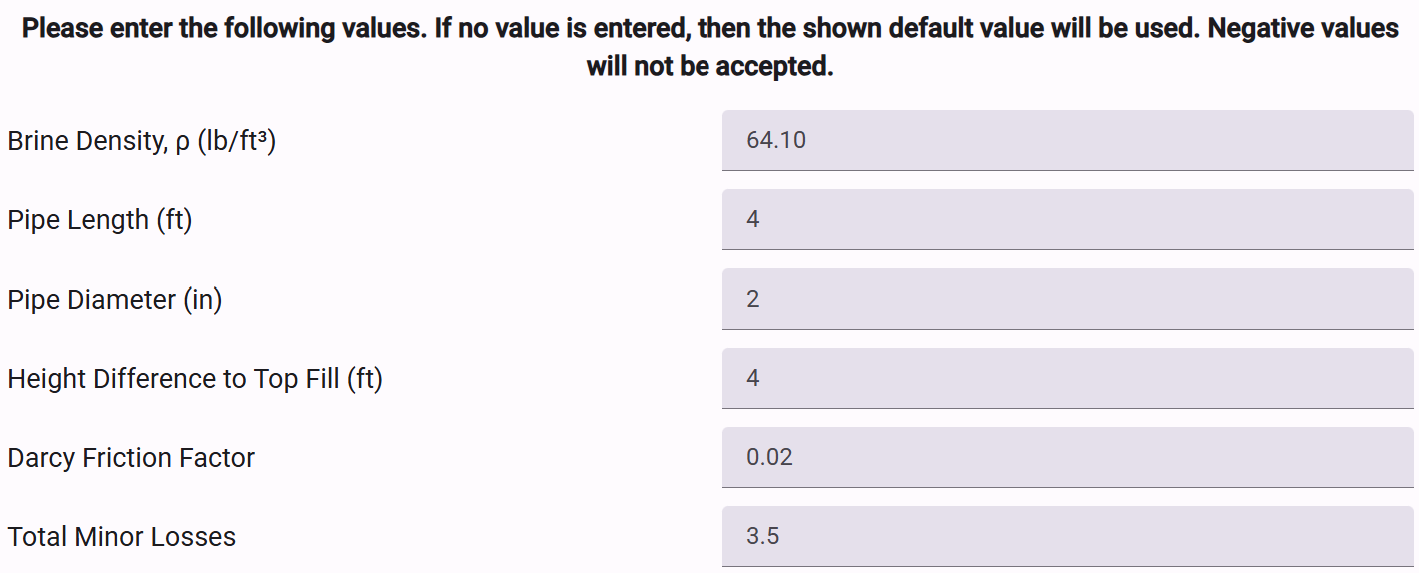 Please enter the following values. If no value is entered, then the shown default value will be used. Negative values
will not be accepted.
Brine Density, ρ (lb/ft³) 64.10
Pipe Length (ft) 4
Pipe Diameter (in) 2
Height Difference to Top Fill (ft) 4
Darcy Friction Factor 0.02
Total Minor Losses 3.5